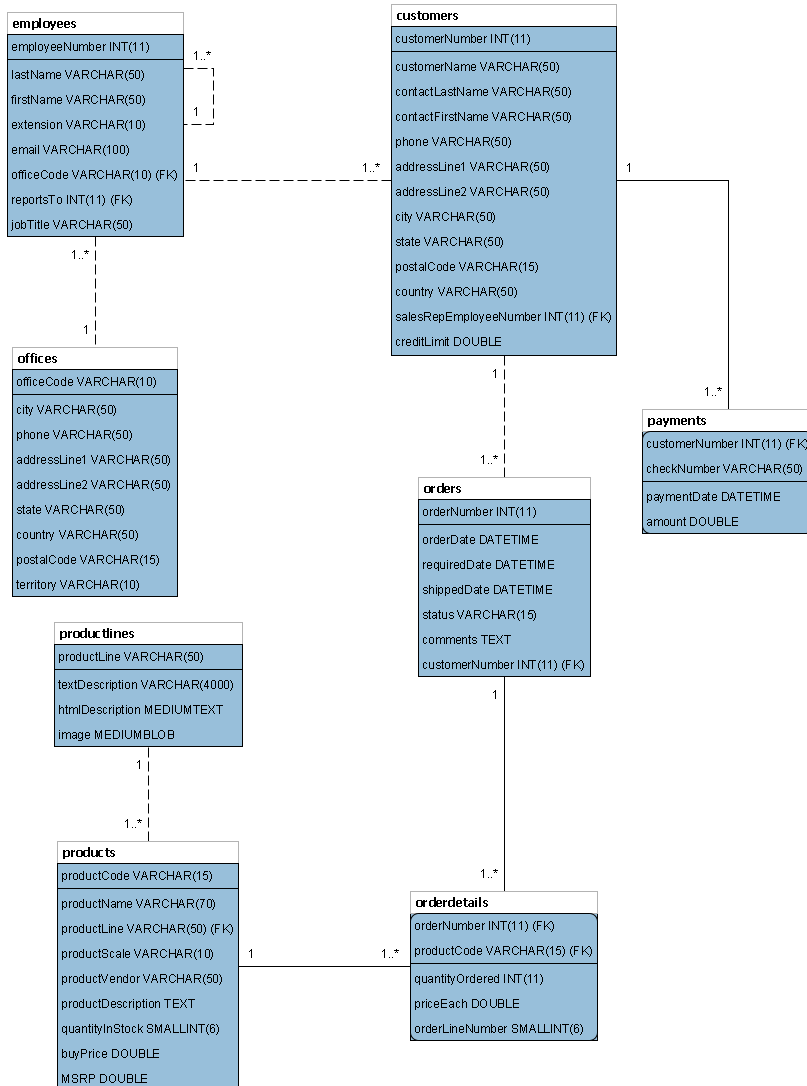 employees
employeeNumber INT(11)
lastName VARCHAR(50)
firstName VARCHAR(50)
extension VARCHAR(10)
email VARCHAR(100)
officeCode VARCHAR(10) (FK)
reportsTo INT(11) (FK)
jobTitle VARCHAR(50)
1..*
1
1
1..*
customers
customerNumber INT(11)
customerName VARCHAR(50)
contactLastName VARCHAR(50)
contactFirstName VARCHAR(50)
phone VARCHAR(50)
addressLine1 VARCHAR(50)
addressLine2 VARCHAR(50)
city VARCHAR(50)
state VARCHAR(50)
postalCode VARCHAR(15)
country VARCHAR(50)
salesRepEmployeeNumber INT(11) (FK)
creditLimit DOUBLE
1
1..*
1..*
1
offices
officeCode VARCHAR(10)
city VARCHAR(50)
phone VARCHAR(50)
addressLine1 VARCHAR(50)
addressLine2 VARCHAR(50)
state VARCHAR(50)
country VARCHAR(50)
postalCode VARCHAR(15)
territory VARCHAR(10)
1
1..*
payments
customerNumber INT(11) (FK)
checkNumber VARCHAR(50)
paymentDate DATETIME
amount DOUBLE
orders
orderNumber INT(11)
orderDate DATETIME
requiredDate DATETIME
shippedDate DATETIME
status VARCHAR(15)
comments TEXT
customerNumber INT(11) (FK)
1
1..*
productlines
productLine VARCHAR(50)
textDescription VARCHAR(4000)
htmlDescription MEDIUMTEXT
image MEDIUMBLOB
1
1..*
products
productCode VARCHAR(15)
productName VARCHAR(70)
productLine VARCHAR(50) (FK)
productScale VARCHAR(10)
productVendor VARCHAR(50)
productDescription TEXT
quantityInStock SMALLINT(6)
buyPrice DOUBLE
MSRP DOUBLE
1
1..*
orderdetails
orderNumber INT(11) (FK)
productCode VARCHAR(15) (FK)
quantityOrdered INT(11)
priceEach DOUBLE
orderLineNumber SMALLINT(6)